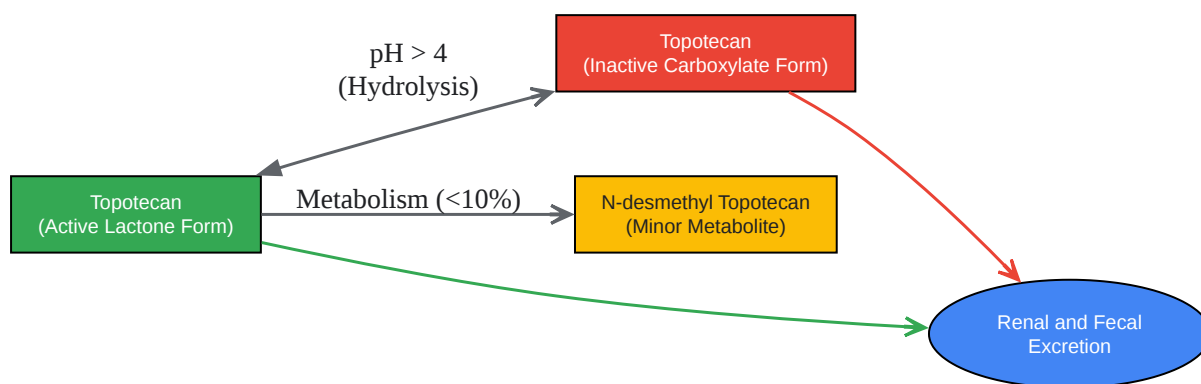 pH > 4
(Hydrolysis)
Topotecan
(Inactive Carboxylate Form)
Topotecan
(Active Lactone Form)
Metabolism (<10%)
N-desmethyl Topotecan
(Minor Metabolite)
Renal and Fecal
Excretion